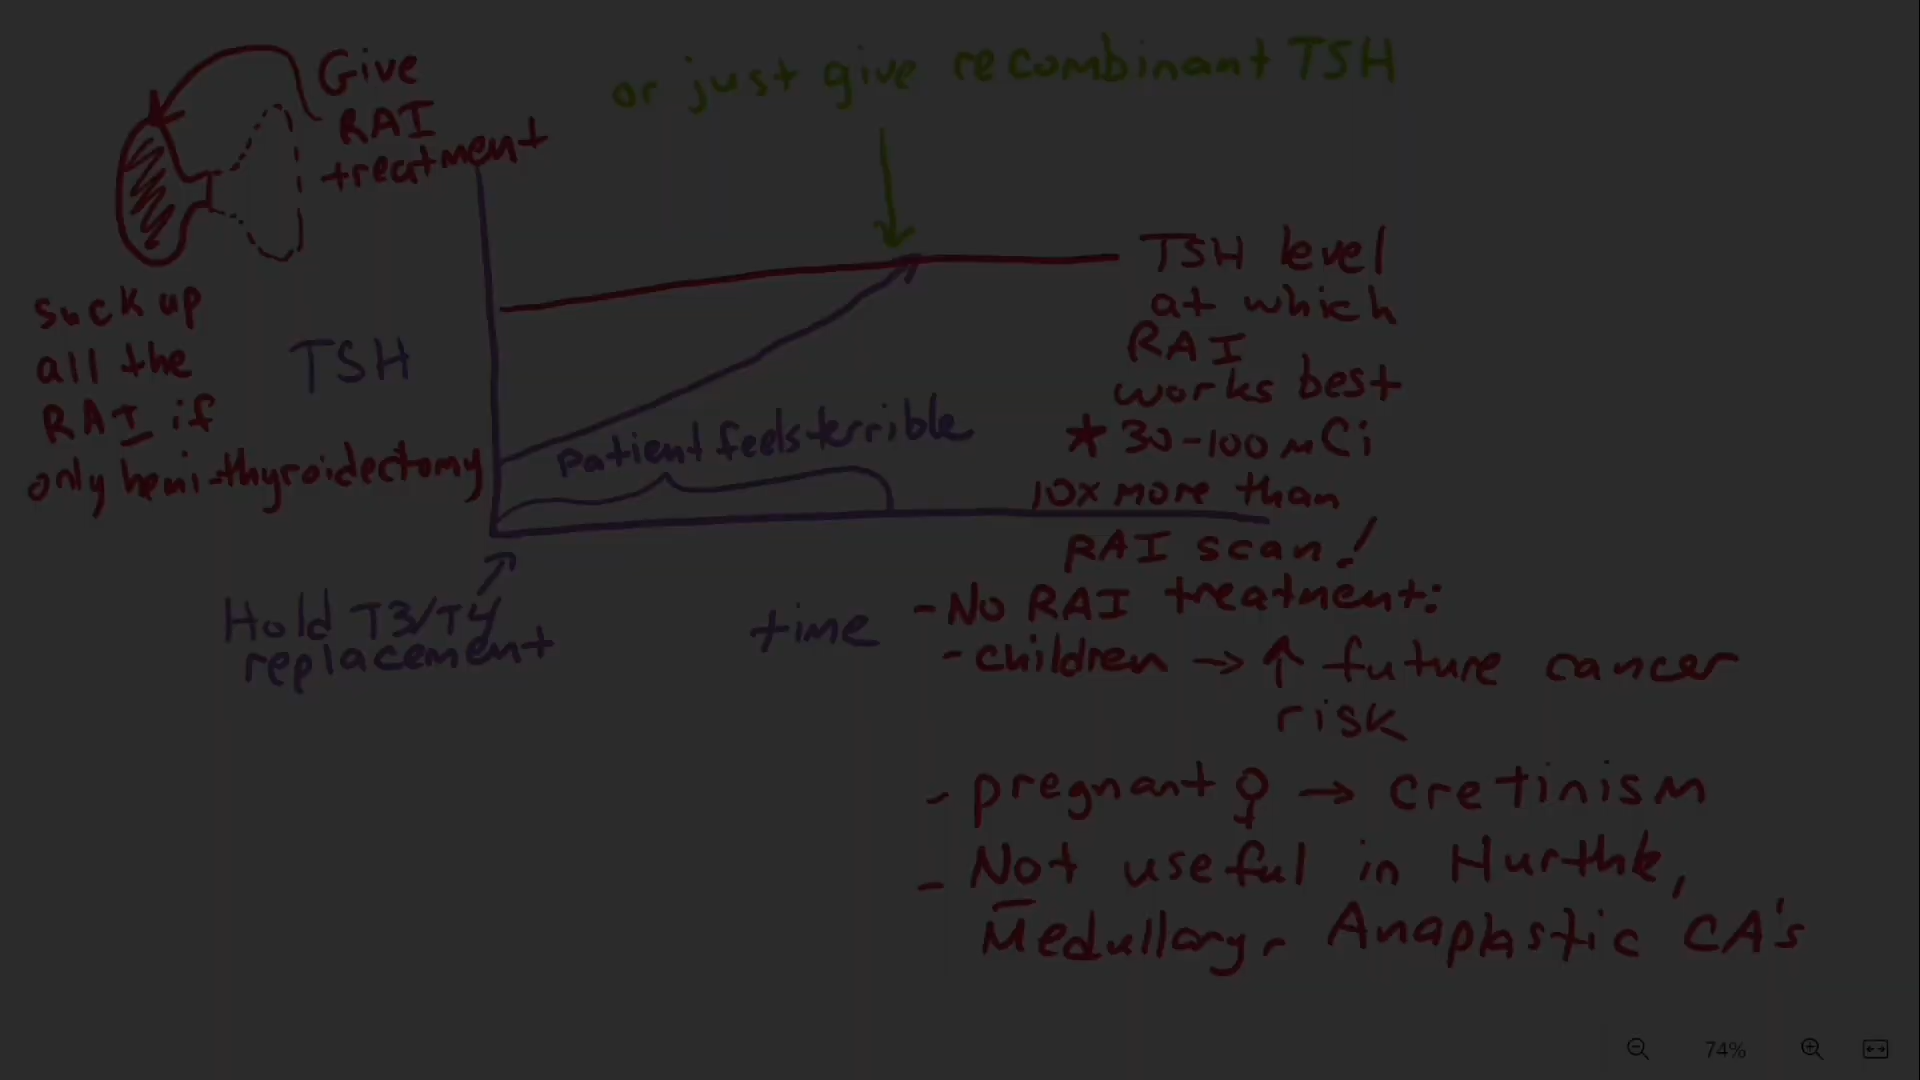 Give
RAI
treatment
or just give recombinant TSH
suck up
all the
RAI if
only hemi-thyroidectomy
TSH
patient feels terrible
TSH level
at which
RAI
works best
* 30-100 mCi
10x more than
RAI scan!
Hold T3/T4
replacement
time
- No RAI treatment:
- children → ↑ future cancer
risk
- pregnant ♀ → cretinism
- Not useful in Hurthle,
Medullary, Anaplastic CA's
74%